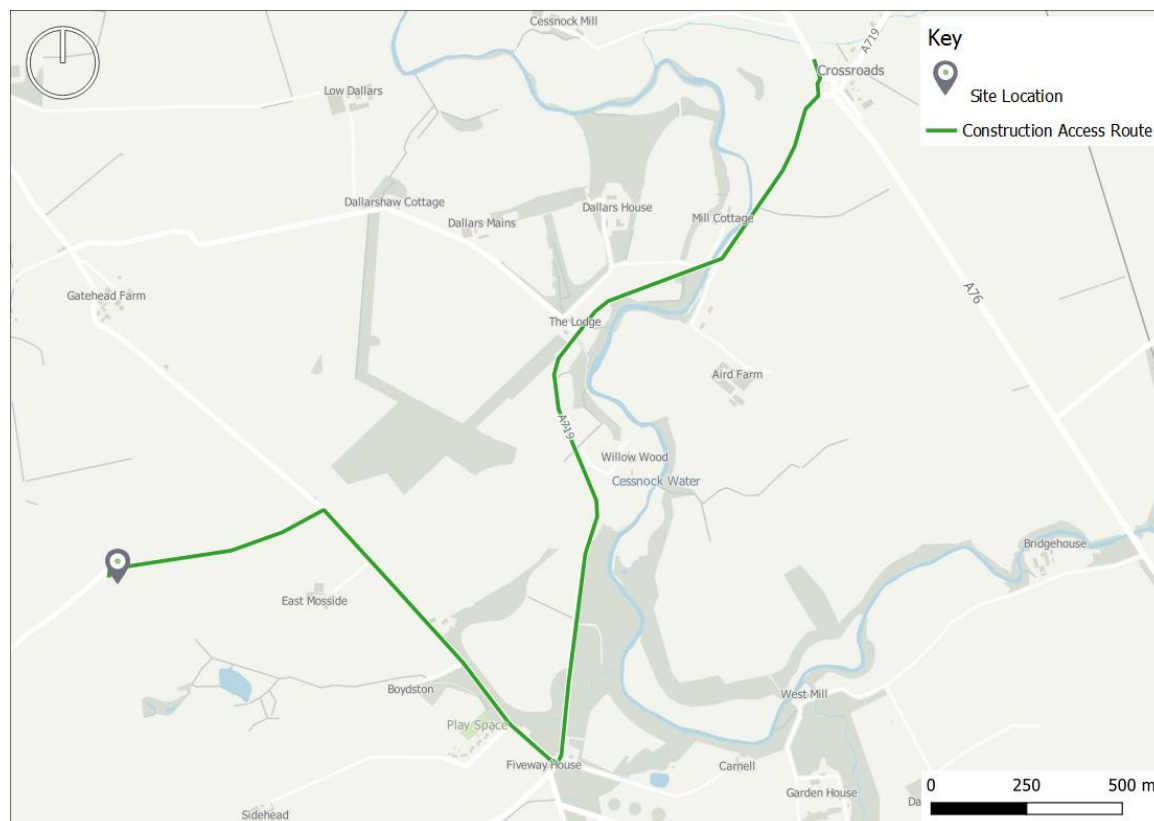 Cessnock Mill
A719
Crossroads
Key
Site Location
Construction Access Route
Low Dallars
Dallarshaw Cottage
Dallars House
Dallars Mains
Mill Cottage
Gatehead Farm
A76
The Lodge
Aird Farm
A719
Willow Wood
Cessnock Water
Bridgehouse
East Mosside
Boydston
West Mill
Play Space
Fiveway House
Carnell
Garden House
Da
Sidehead
0 250 500 m